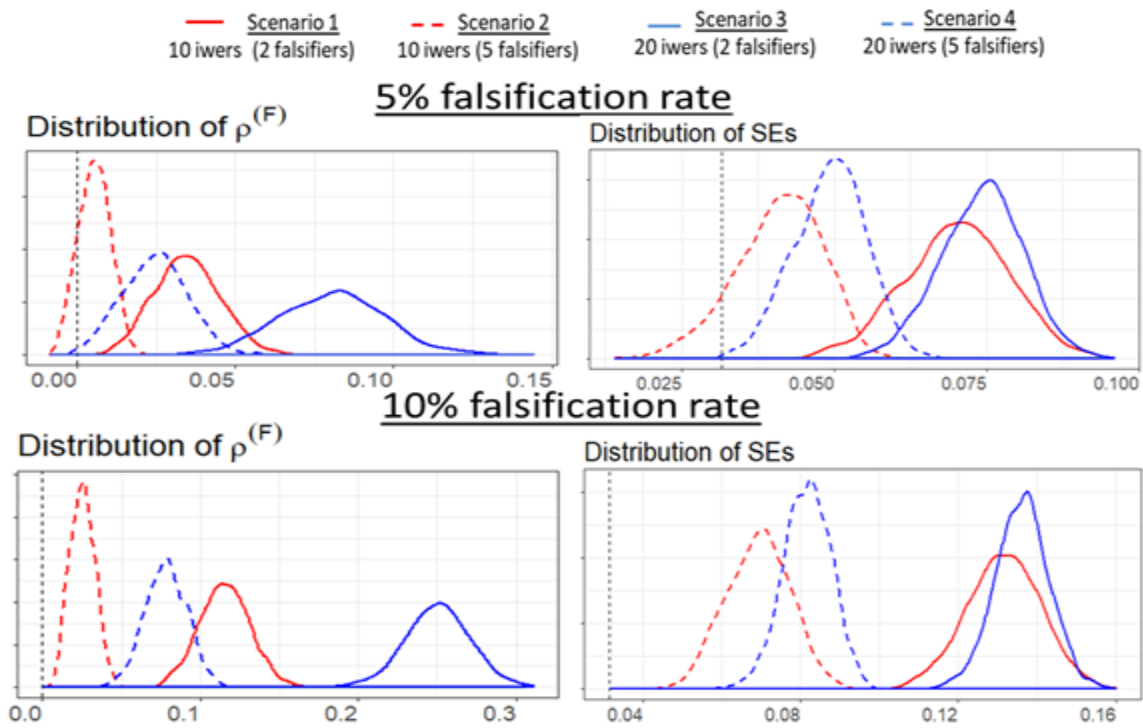 Scenario 1 Scenario 2 Scenario 3 Scenario 4
10 iwers (2 falsifiers) 10 iwers (5 falsifiers) 20 iwers (2 falsifiers) 20 iwers (5 falsifiers)
5% falsification rate
Distribution of ρ(F) Distribution of SEs
0.00 0.05 0.10 0.15 0.025 0.050 0.075 0.100
10% falsification rate
Distribution of ρ(F) Distribution of SEs
0.0 0.1 0.2 0.3 0.04 0.08 0.12 0.16